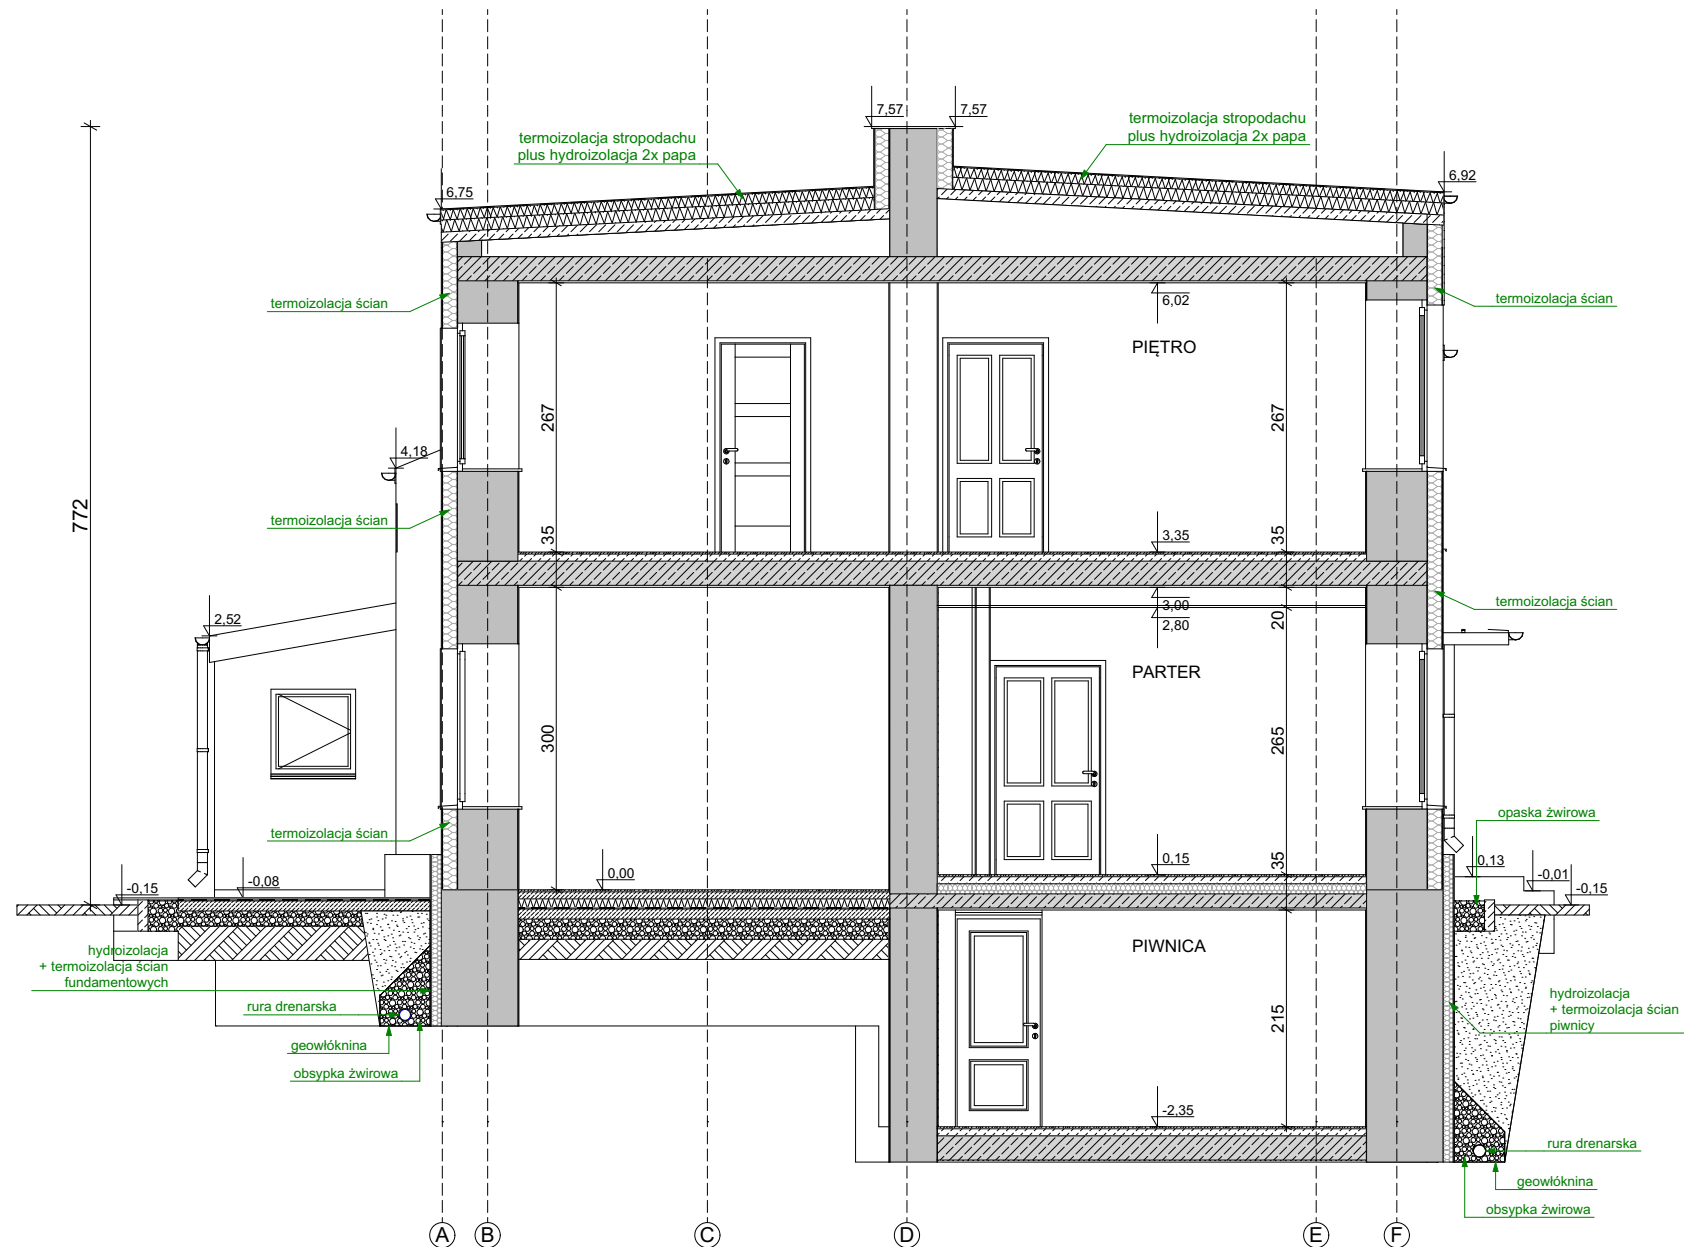 7,57
7,57
termoizolacja stropodachu
plus hydroizolacja 2x papa
termoizolacja stropodachu
plus hydroizolacja 2x papa
6,75
6,92
termoizolacja ścian
6,02
termoizolacja ścian
PIĘTRO
267
267
4,18
772
termoizolacja ścian
35
3,35
35
2,52
3,00
2,80
20
termoizolacja ścian
PARTER
300
265
termoizolacja ścian
opaska żwirowa
-0,15
-0,08
0,00
0,15
35
0,13
-0,01
-0,15
hydroizolacja
+ termoizolacja ścian
fundamentowych
PIWNICA
rura drenarska
geowłóknina
obsypka żwirowa
215
hydroizolacja
+ termoizolacja ścian
piwnicy
-2,35
rura drenarska
geowłóknina
obsypka żwirowa
A B C D E F